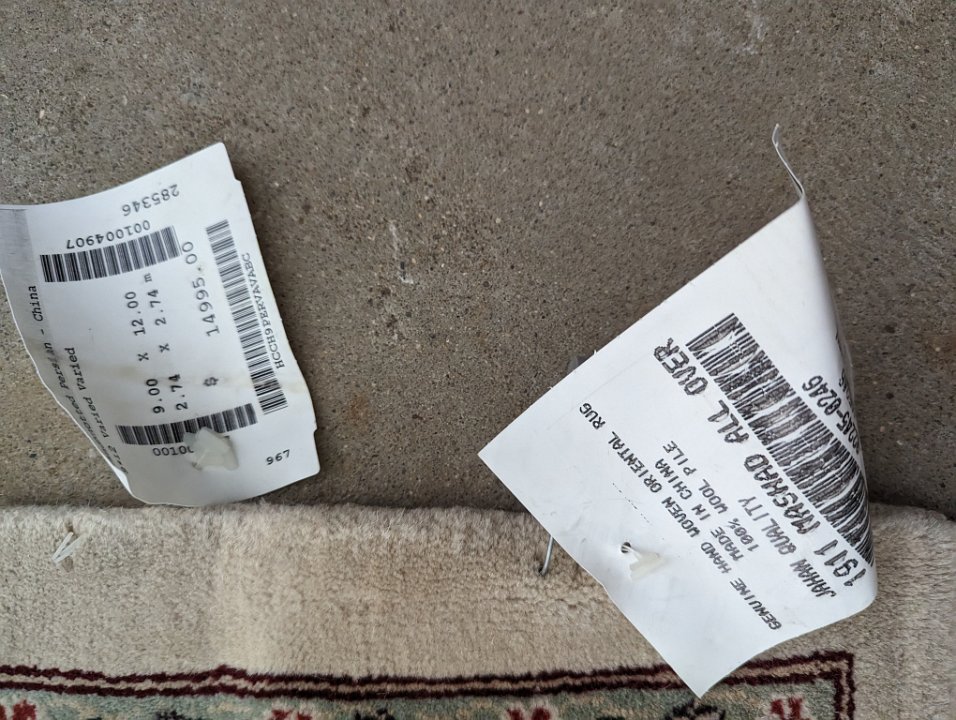 285346
001004907
Persian - China
Varied Varied
9.00 X 12.00
2.74 X 2.74 m
$ 14995.00
HCCH9PERVAVABC
967
1911 MASHAD ALL OVER
JAHAN QUALITY
100% WOOL PILE
MADE IN CHINA
GENUINE HAND WOVEN ORIENTAL RUG